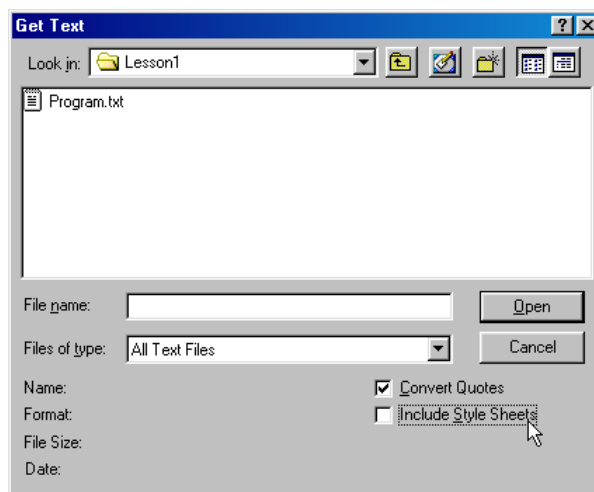 Get Text
Look in: Lesson1
Program.txt
File name: Open
Files of type: All Text Files Cancel
Name: Convert Quotes
Format: Include Style Sheets
File Size:
Date: